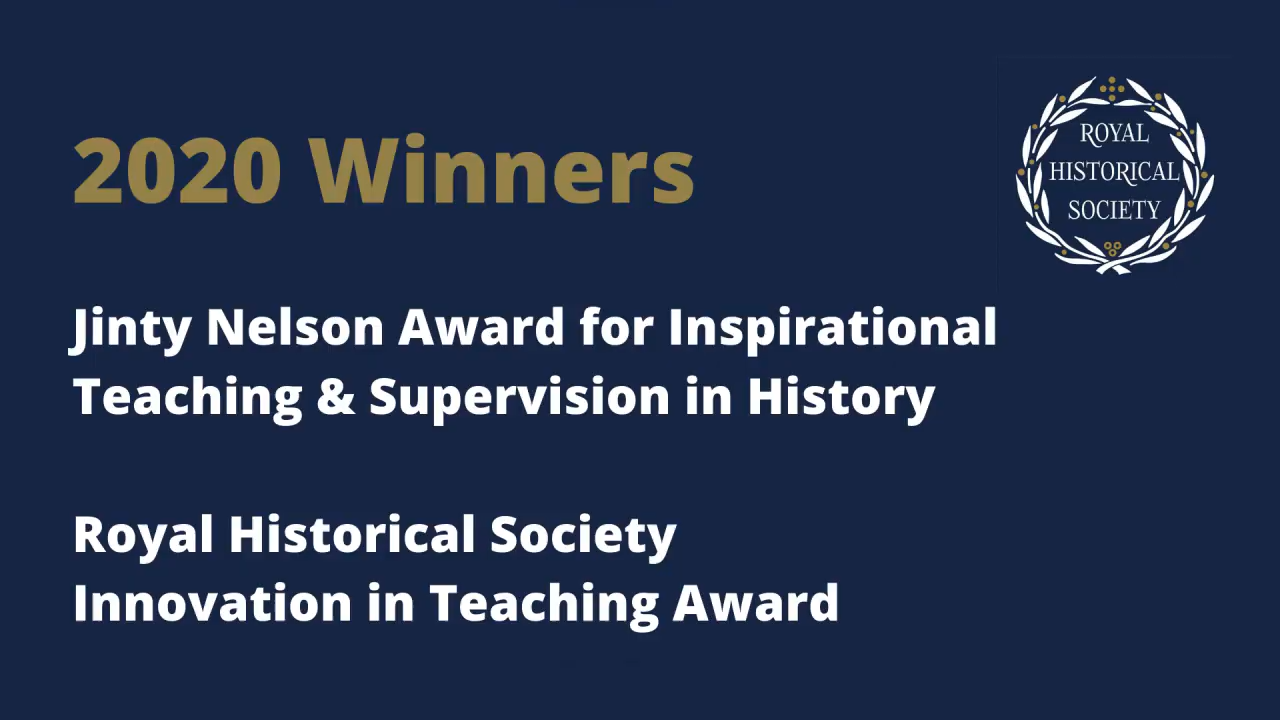 2020 Winners
ROYAL
HISTORICAL
SOCIETY
Jinty Nelson Award for Inspirational
Teaching & Supervision in History
Royal Historical Society
Innovation in Teaching Award